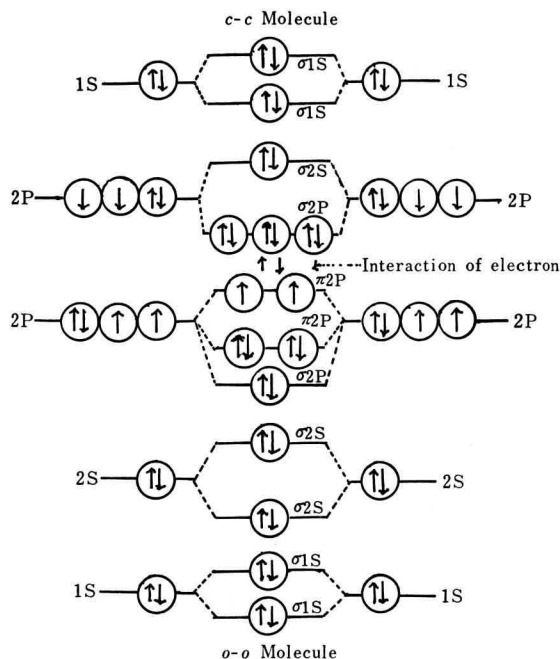 c-c Molecule
σ1S
1S 1S
σ1S
σ2S
2P σ2P 2P
Interaction of electron
π2P
2P π2P 2P
σ2P
σ2S
2S 2S
σ2S
σ1S
1S 1S
σ1S
o-o Molecule